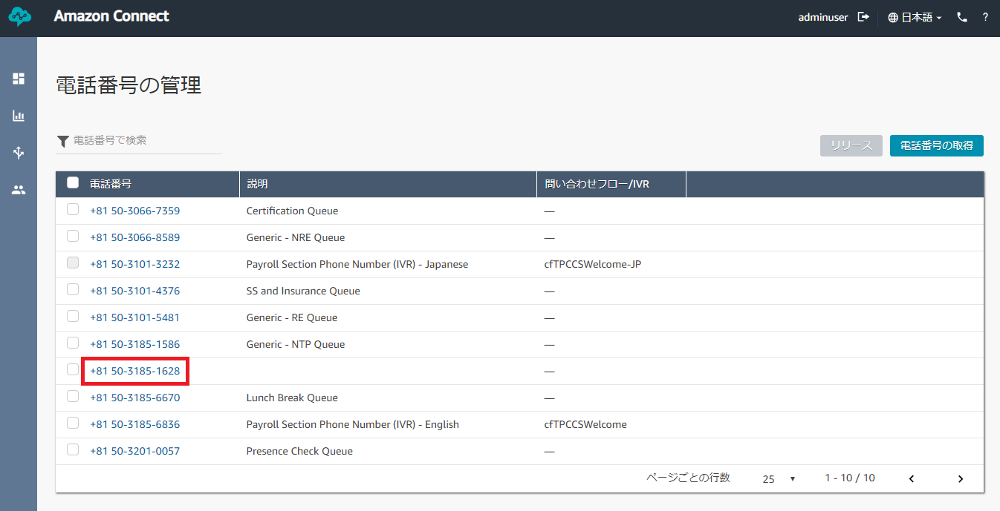 Amazon Connect adminuser 日本語 ?
電話番号の管理
電話番号で検索 リリース 電話番号の取得
電話番号 説明 問い合わせフロー/IVR
+81 50-3066-7359 Certification Queue —
+81 50-3066-8589 Generic - NRE Queue —
+81 50-3101-3232 Payroll Section Phone Number (IVR) - Japanese cfTPCCSWelcome-JP
+81 50-3101-4376 SS and Insurance Queue —
+81 50-3101-5481 Generic - RE Queue —
+81 50-3185-1586 Generic - NTP Queue —
+81 50-3185-1628 —
+81 50-3185-6670 Lunch Break Queue —
+81 50-3185-6836 Payroll Section Phone Number (IVR) - English cfTPCCSWelcome
+81 50-3201-0057 Presence Check Queue —
ページごとの行数 25 1 - 10 / 10